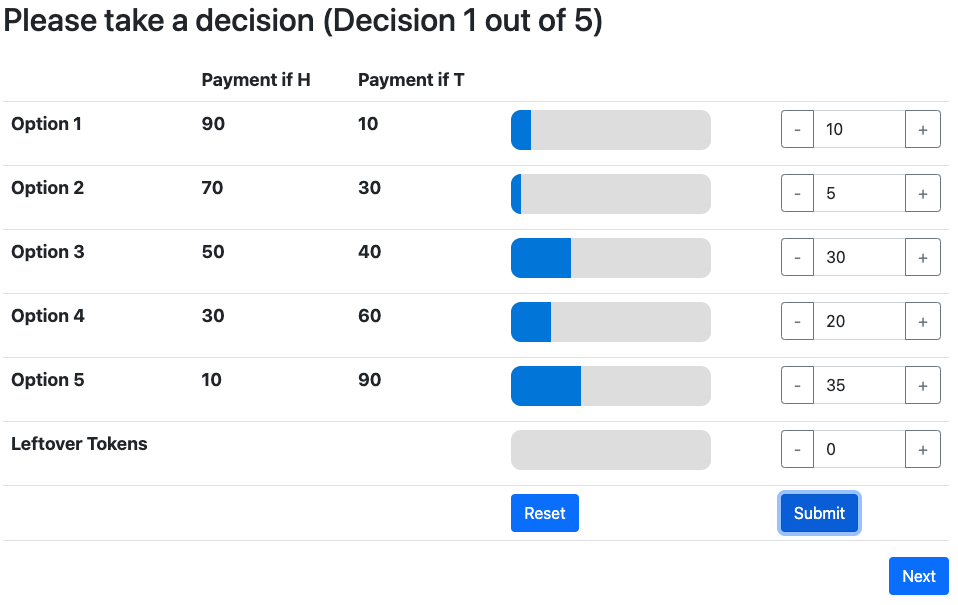 Please take a decision (Decision 1 out of 5)
Payment if H Payment if T
Option 1 90 10 - 10 +
Option 2 70 30 - 5 +
Option 3 50 40 - 30 +
Option 4 30 60 - 20 +
Option 5 10 90 - 35 +
Leftover Tokens - 0 +
Reset Submit
Next